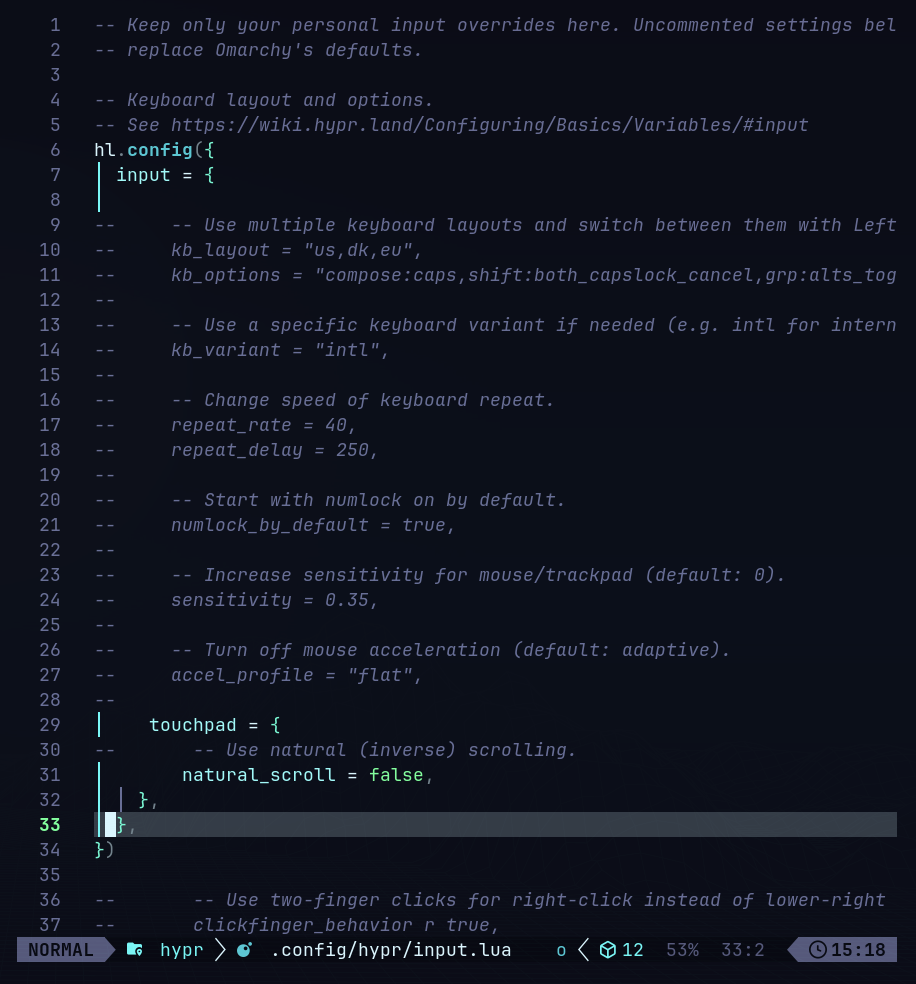 1 -- Keep only your personal input overrides here. Uncommented settings bel
2 -- replace Omarchy's defaults.
3
4 -- Keyboard layout and options.
5 -- See https://wiki.hypr.land/Configuring/Basics/Variables/#input
6 hl.config({
7   input = {
8
9 --     -- Use multiple keyboard layouts and switch between them with Left
10 --     kb_layout = "us,dk,eu",
11 --     kb_options = "compose:caps,shift:both_capslock_cancel,grp:alts_tog
12 --
13 --     -- Use a specific keyboard variant if needed (e.g. intl for intern
14 --     kb_variant = "intl",
15 --
16 --     -- Change speed of keyboard repeat.
17 --     repeat_rate = 40,
18 --     repeat_delay = 250,
19 --
20 --     -- Start with numlock on by default.
21 --     numlock_by_default = true,
22 --
23 --     -- Increase sensitivity for mouse/trackpad (default: 0).
24 --     sensitivity = 0.35,
25 --
26 --     -- Turn off mouse acceleration (default: adaptive).
27 --     accel_profile = "flat",
28 --
29      touchpad = {
30 --       -- Use natural (inverse) scrolling.
31         natural_scroll = false,
32     },
33   },
34 })
35
36 --       -- Use two-finger clicks for right-click instead of lower-right
37 --       clickfinger_behavior r true,
NORMAL hypr .config/hypr/input.lua o 12 53% 33:2 15:18